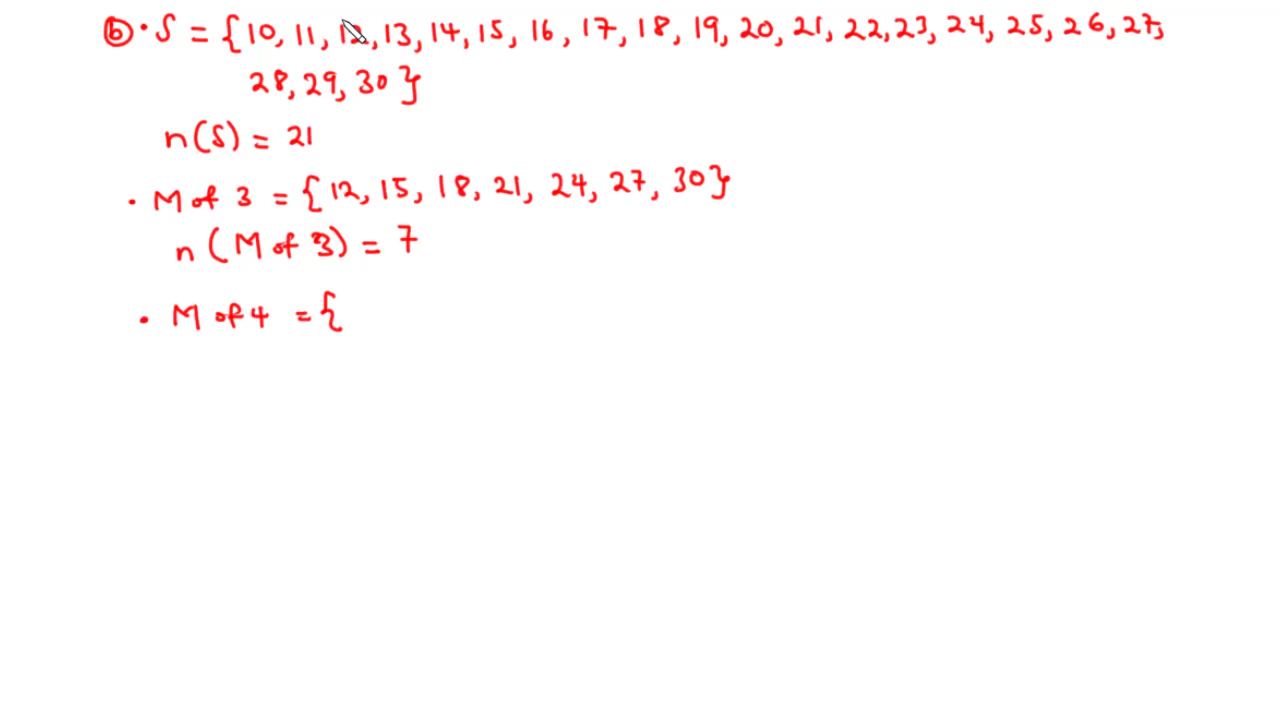 ⓑ · S = {10, 11, 12, 13, 14, 15, 16, 17, 18, 19, 20, 21, 22, 23, 24, 25, 26, 27,
28, 29, 30}
n(S) = 21
· M of 3 = {12, 15, 18, 21, 24, 27, 30}
n (M of 3) = 7
· M of 4 = {